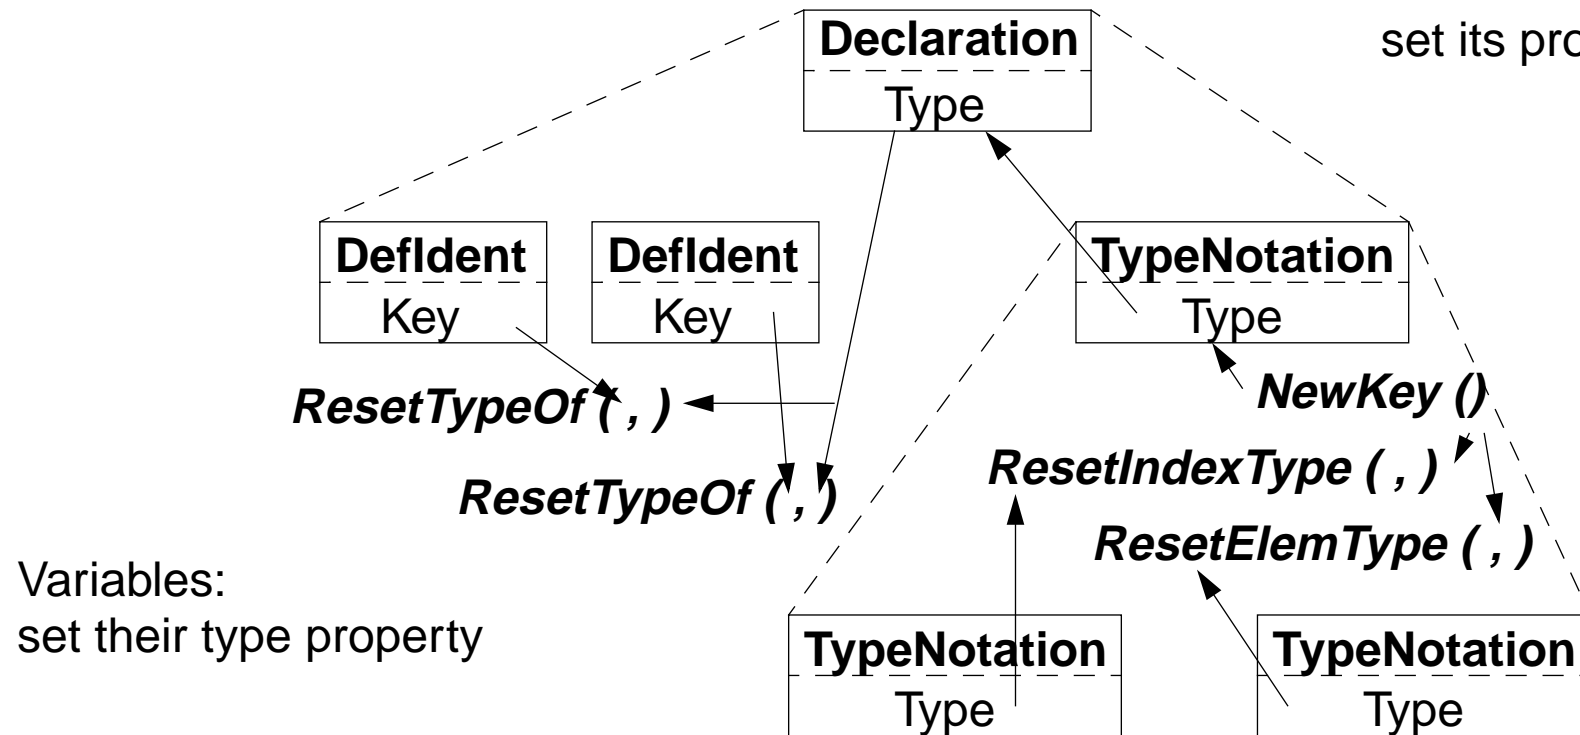 Declaration
set its pro
Type
DefIdent DefIdent TypeNotation
Key Key Type
NewKey ()
ResetTypeOf ( , )
ResetIndexType ( , )
ResetTypeOf ( , )
ResetElemType ( , )
Variables:
set their type property
TypeNotation TypeNotation
Type Type